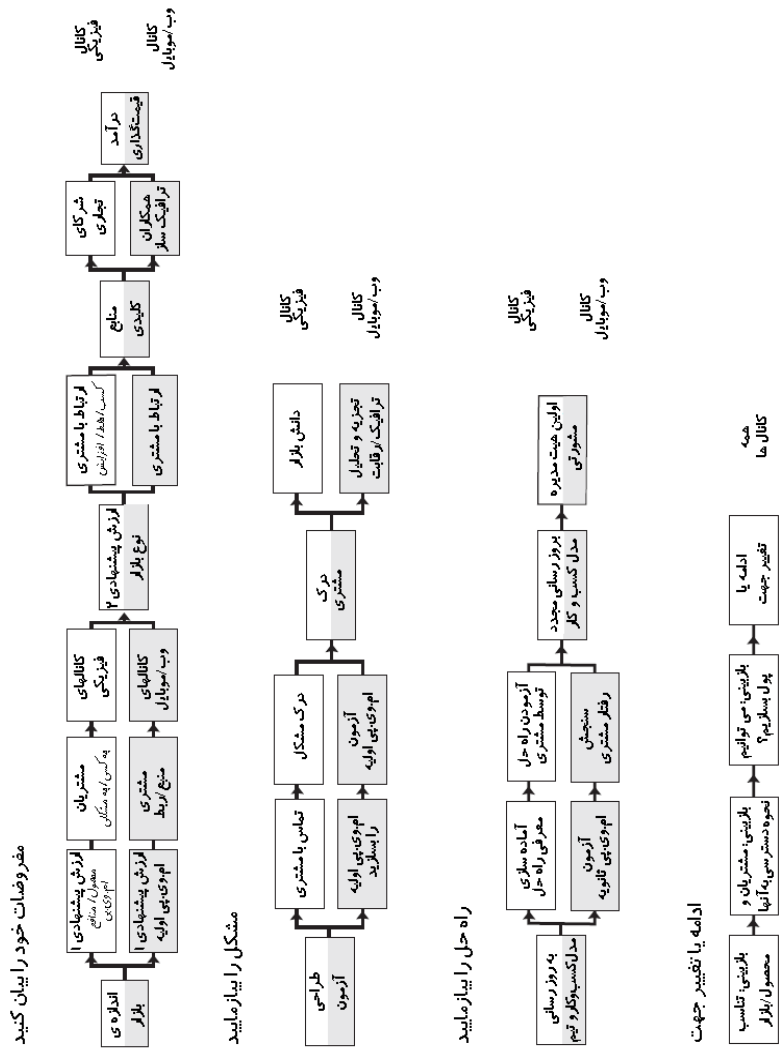 مفروضات خود را بیان کنید
اندازه ی
بازار
ارزش پیشنهادی ۱
محصول / منافع
ام.وی.پی
ارزش پیشنهادی ۱
ام.وی.پی اولیه
مشتریان
چه کسی / چه مشکلی
مشتری
منبع/ربط
کانالهای
فیزیکی
کانالهای
وب/موبایل
ارزش پیشنهادی ۲
نوع بازار
ارتباط با مشتری
کسب / حفظ / افزایش
ارتباط با مشتری
منابع
کلیدی
شرکای
تجاری
همکاران
ترافیک ساز
درآمد
قیمت‌گذاری
کانال
فیزیکی
کانال
وب/موبایل
مشکل را بیازمایید
طراحی
آزمون
تماس با مشتری
ام.وی.پی اولیه
را بسازید
درک مشکل
آزمون
ام.وی.پی اولیه
درک
مشتری
دانش بازار
تجزیه و تحلیل
ترافیک/رقابت
کانال
فیزیکی
کانال
وب/موبایل
راه حل را بیازمایید
به روز رسانی
مدل کسب‌وکار و تیم
آماده سازی
معرفی راه حل
آزمون
ام.وی.پی ثانویه
آزمودن راه حل
توسط مشتری
سنجش
رفتار مشتری
بروز رسانی مجدد
مدل کسب و کار
اولین هیئت مدیره
مشورتی
کانال
فیزیکی
کانال
وب/موبایل
ادامه یا تغییر جهت
بازبینی: تناسب
محصول/بازار
بازبینی: مشتریان و
نحوه دسترسی به آنها
بازبینی: می توانیم
پول بسازیم؟
ادامه یا
تغییر جهت
همه
کانال ها